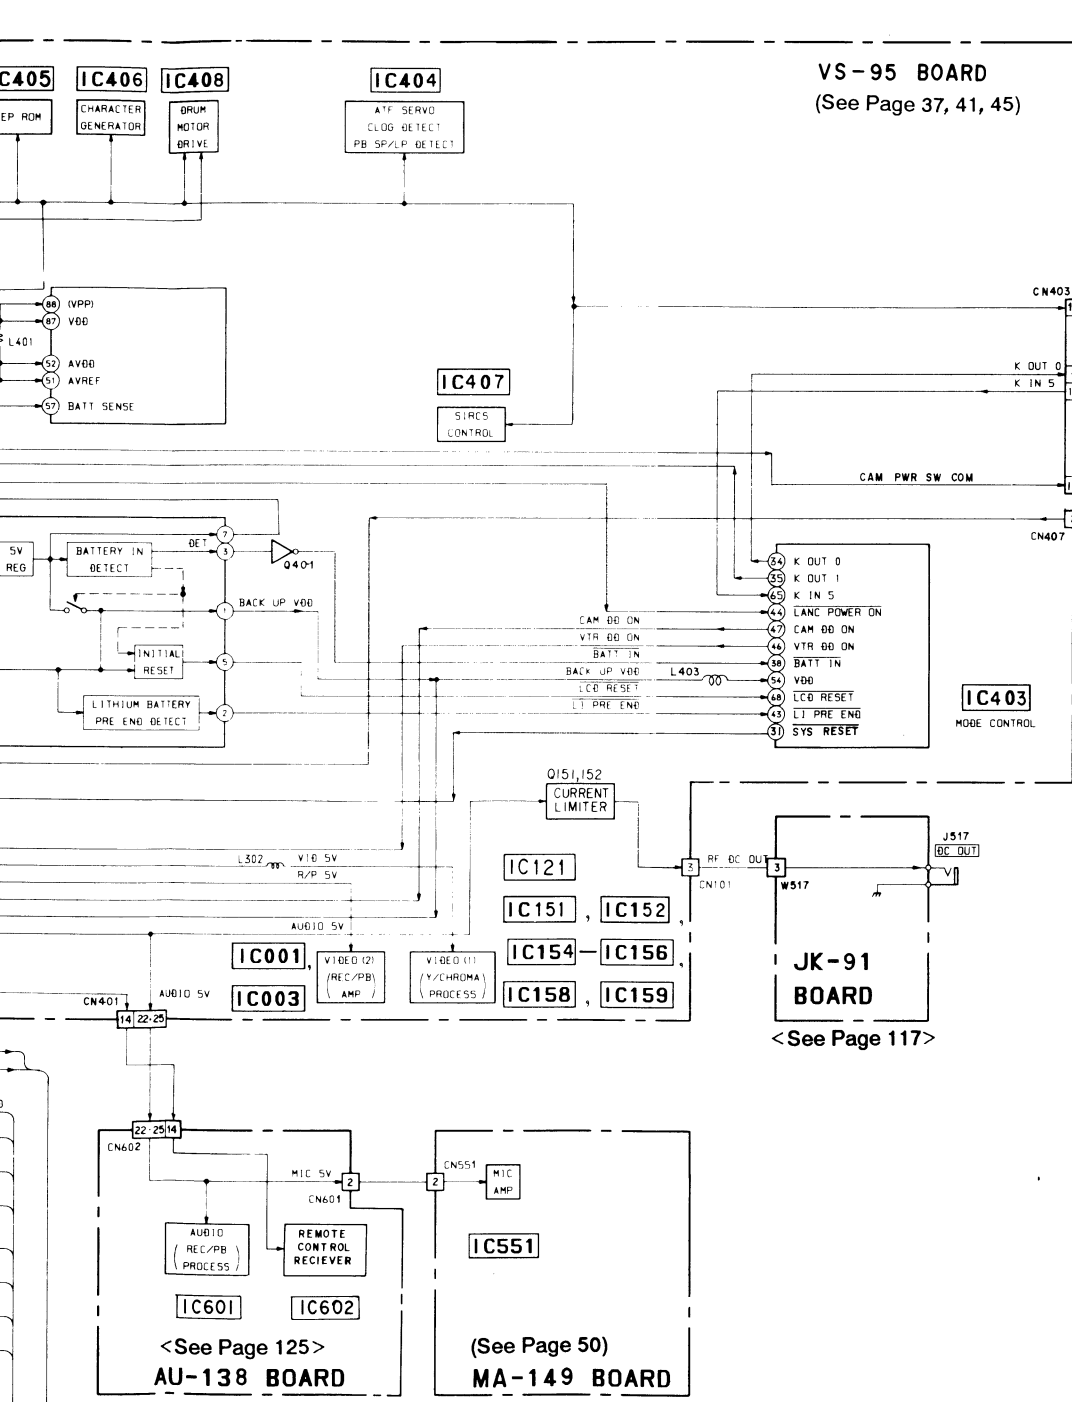 C405
IC406
IC408
IC404
VS-95 BOARD
(See Page 37, 41, 45)
EP ROM
CHARACTER
GENERATOR
DRUM
MOTOR
DRIVE
ATF SERVO
CLOG DETECT
PB SP/LP DETECT
CN403
88 (VPP)
87 VDD
L401
52 AVDD
51 AVREF
57 BATT SENSE
K OUT 0
K IN 5
IC407
SIRCS
CONTROL
CAM PWR SW COM
CN407
5V
REG
BATTERY IN
DETECT
DET
7
3
Q401
34 K OUT 0
35 K OUT 1
65 K IN 5
44 LANC POWER ON
47 CAM DD ON
46 VTR DD ON
38 BATT IN
54 VDD
68 LCD RESET
43 LI PRE END
31 SYS RESET
1
BACK UP VDD
CAM DD ON
VTR DD ON
BATT IN
BACK UP VDD
L403
LCD RESET
LI PRE END
INITIAL
RESET
5
LITHIUM BATTERY
PRE END DETECT
2
IC403
MODE CONTROL
Q151,152
CURRENT
LIMITER
L302
VID 5V
R/P 5V
AUDIO 5V
3
RF DC OUT
CN101
3
W517
J517
DC OUT
IC121
IC151 , IC152 ,
IC154-IC156 ,
IC158 , IC159
IC001 ,
IC003
VIDEO (2)
(REC/PB)
AMP
VIDEO (1)
(Y/CHROMA)
PROCESS
JK-91
BOARD
<See Page 117>
CN401
AUDIO 5V
14 22-25
22-25 14
CN602
MIC 5V
2
CN601
2
CN551
MIC
AMP
AUDIO
(REC/PB)
PROCESS
REMOTE
CONTROL
RECIEVER
IC551
IC601
IC602
<See Page 125>
AU-138 BOARD
(See Page 50)
MA-149 BOARD